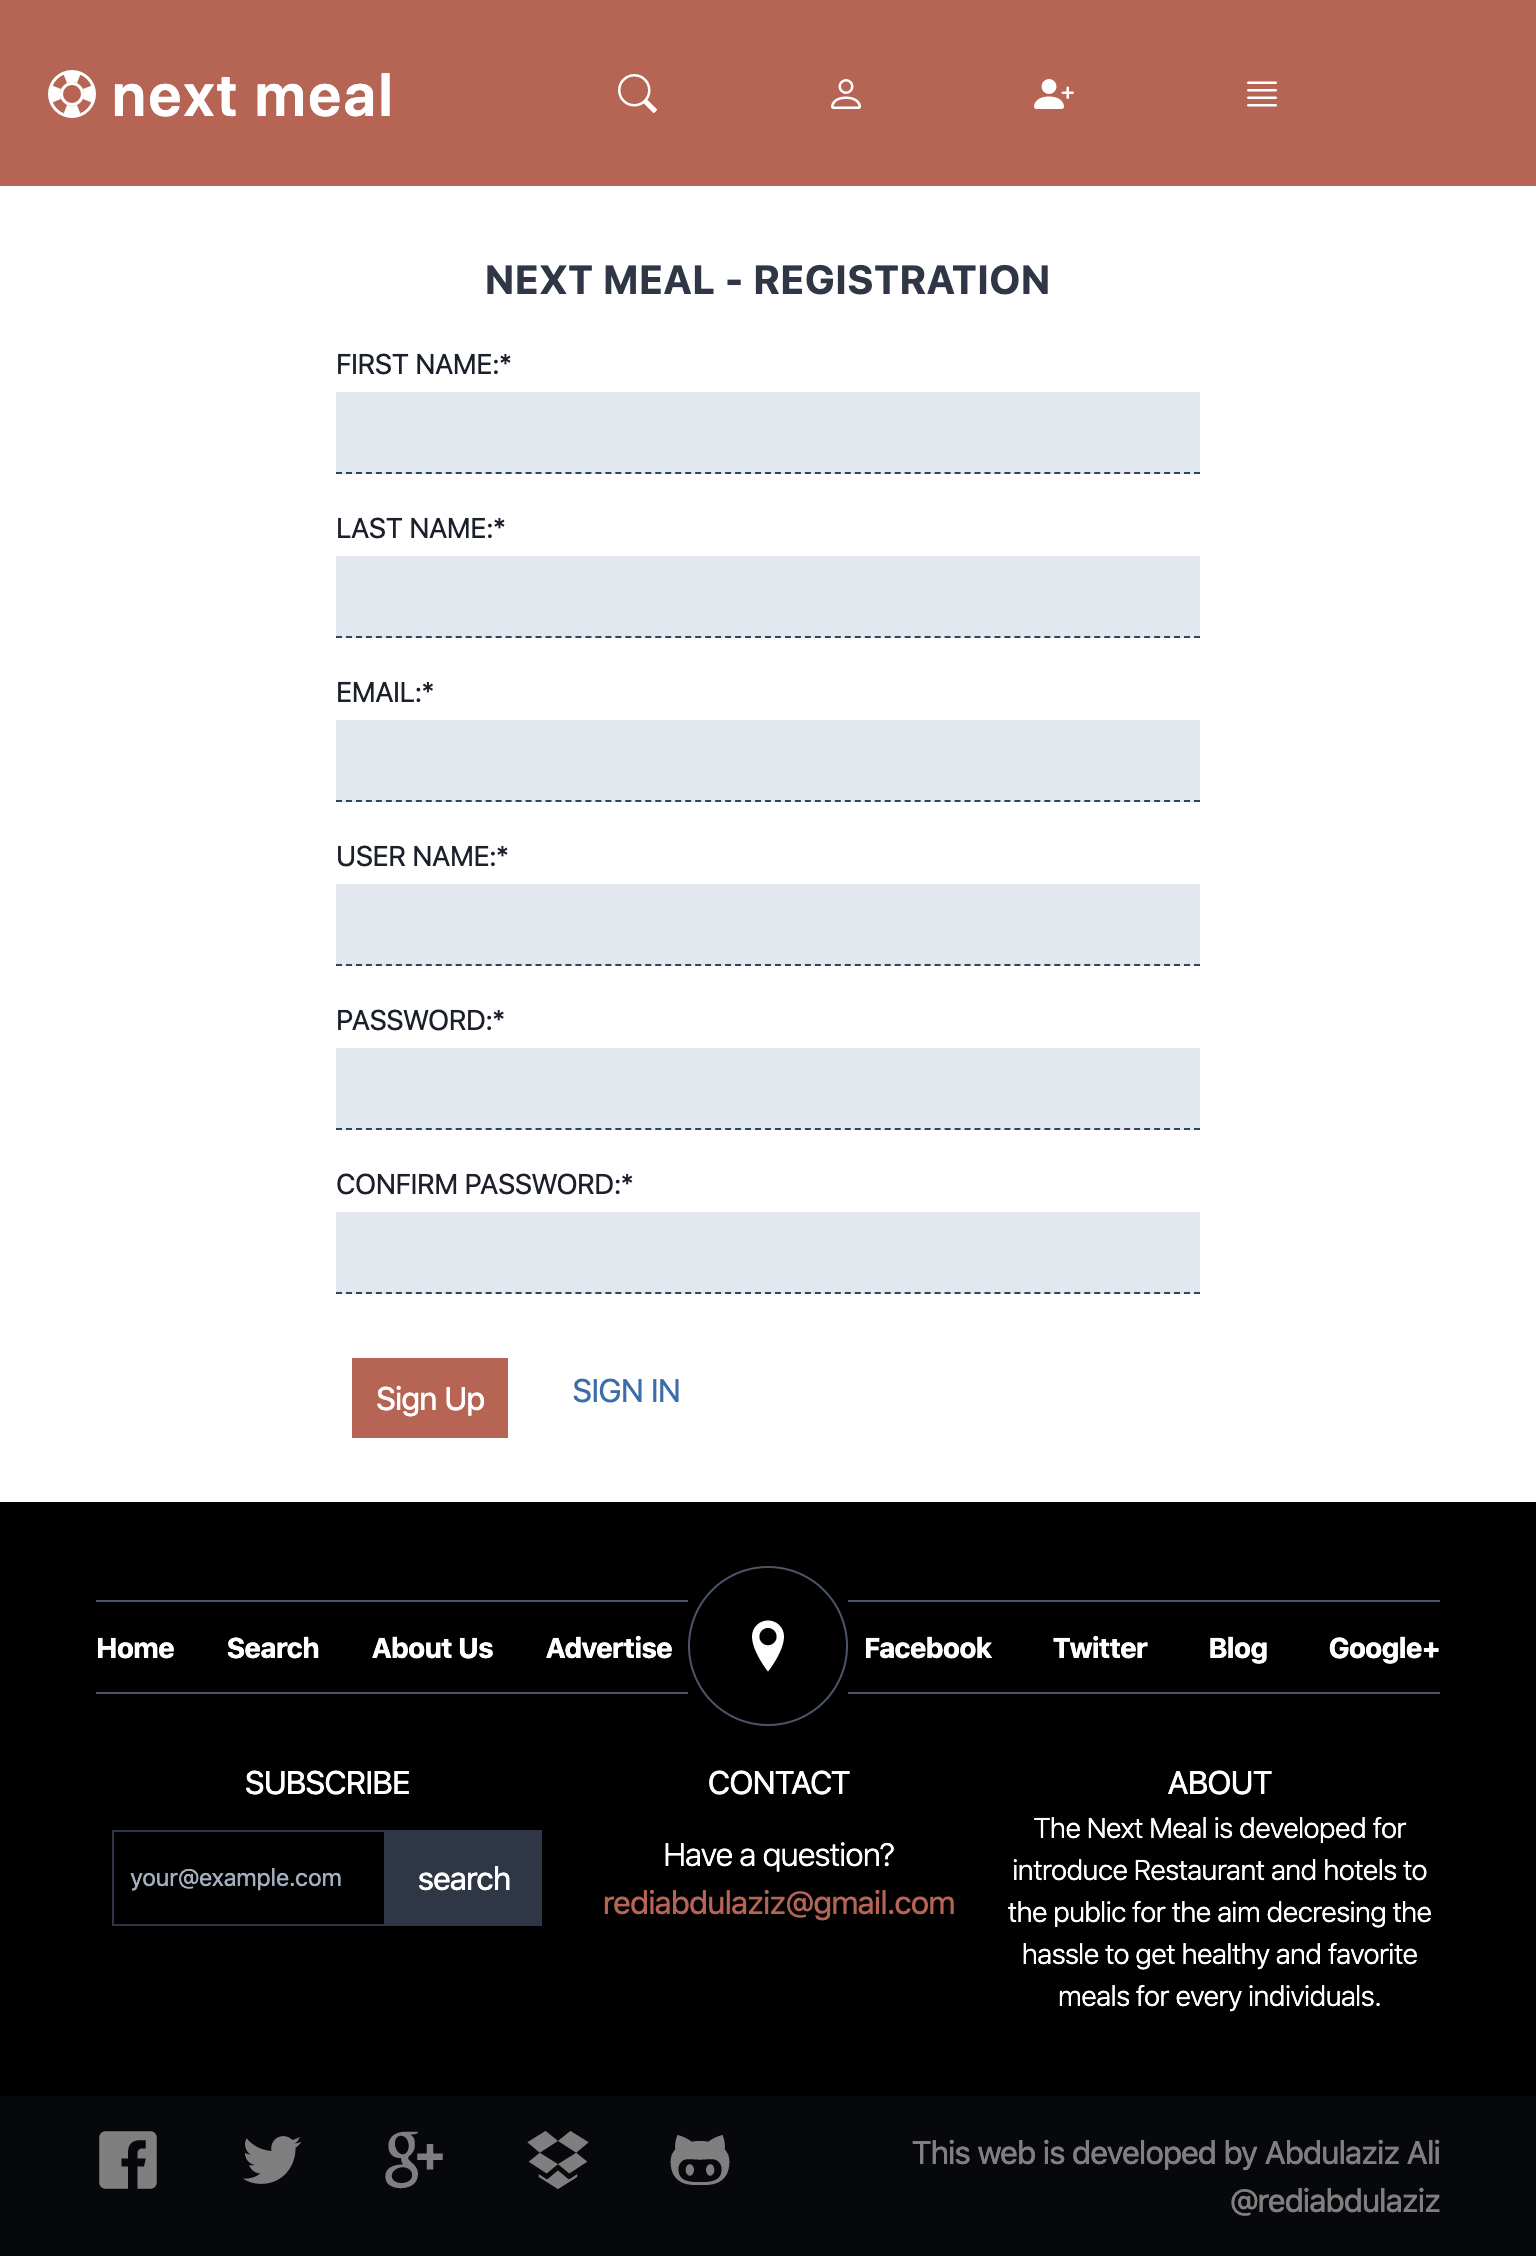 next meal
NEXT MEAL - REGISTRATION
FIRST NAME:*
LAST NAME:*
EMAIL:*
USER NAME:*
PASSWORD:*
CONFIRM PASSWORD:*
Sign Up
SIGN IN
Home Search About Us Advertise Facebook Twitter Blog Google+
SUBSCRIBE
your@example.com search
CONTACT
Have a question?
rediabdulaziz@gmail.com
ABOUT
The Next Meal is developed for
introduce Restaurant and hotels to
the public for the aim decresing the
hassle to get healthy and favorite
meals for every individuals.
This web is developed by Abdulaziz Ali
@rediabdulaziz